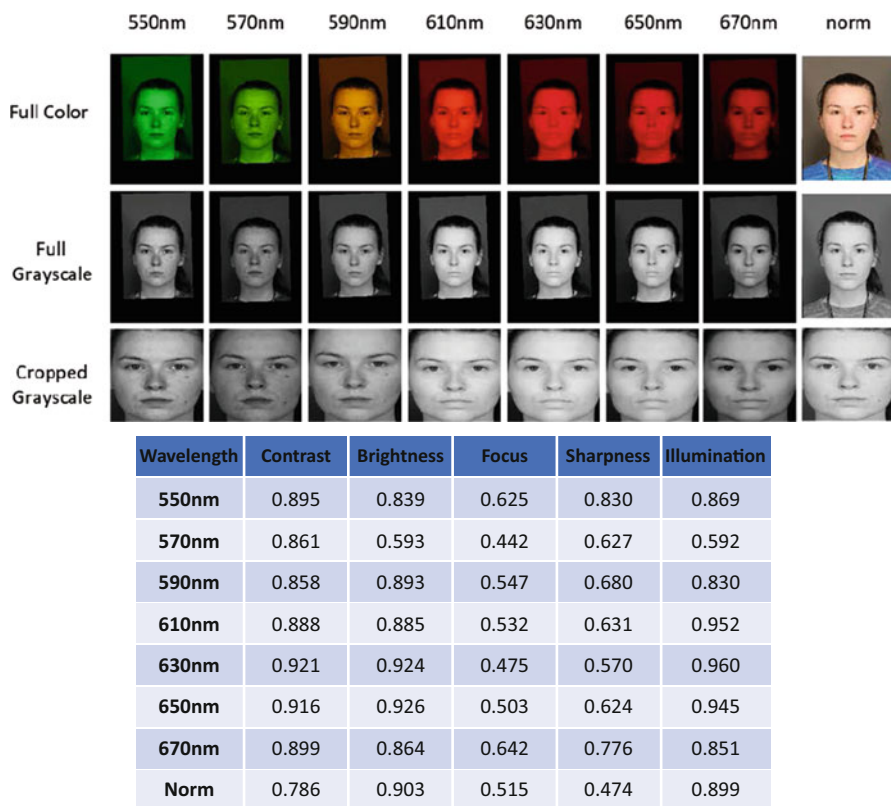 550nm 570nm 590nm 610nm 630nm 650nm 670nm norm
Full Color
Full
Grayscale
Cropped
Grayscale
Wavelength Contrast Brightness Focus Sharpness Illumination
550nm 0.895 0.839 0.625 0.830 0.869
570nm 0.861 0.593 0.442 0.627 0.592
590nm 0.858 0.893 0.547 0.680 0.830
610nm 0.888 0.885 0.532 0.631 0.952
630nm 0.921 0.924 0.475 0.570 0.960
650nm 0.916 0.926 0.503 0.624 0.945
670nm 0.899 0.864 0.642 0.776 0.851
Norm 0.786 0.903 0.515 0.474 0.899